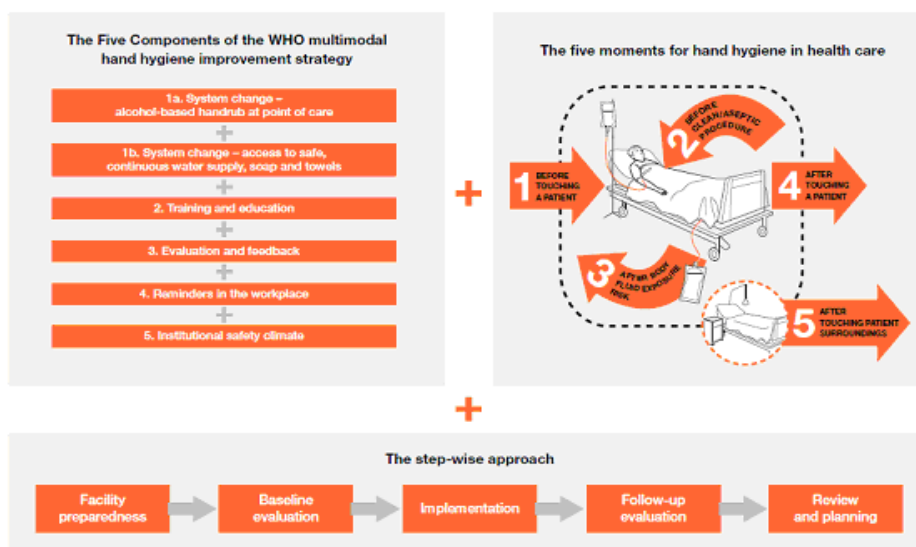 The Five Components of the WHO multimodal
hand hygiene improvement strategy
1a. System change –
alcohol-based handrub at point of care
+
1b. System change – access to safe,
continuous water supply, soap and towels
+
2. Training and education
+
3. Evaluation and feedback
+
4. Reminders in the workplace
+
5. Institutional safety climate
+
The five moments for hand hygiene in health care
1
BEFORE
TOUCHING
A PATIENT
2
BEFORE
CLEAN/ASEPTIC
PROCEDURE
3
AFTER BODY
FLUID EXPOSURE
RISK
4
AFTER
TOUCHING
A PATIENT
5
AFTER
TOUCHING PATIENT
SURROUNDINGS
+
The step-wise approach
Facility
preparedness
Baseline
evaluation
Implementation
Follow-up
evaluation
Review
and planning